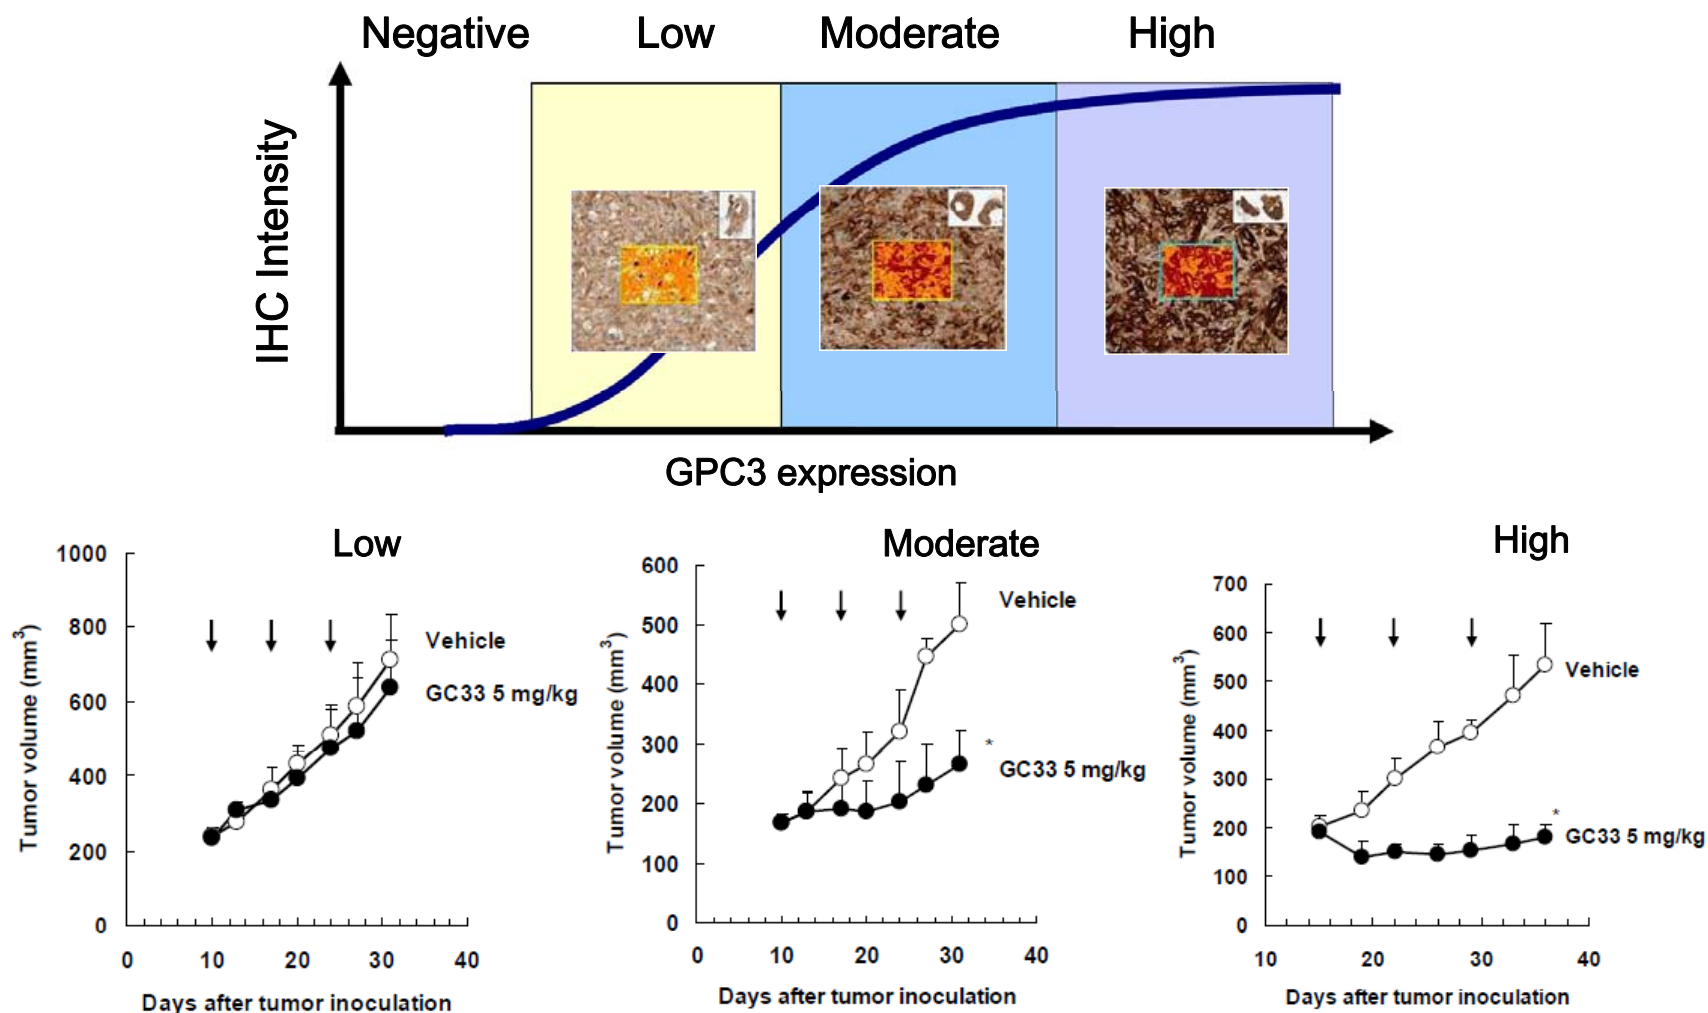 Negative Low Moderate High
IHC Intensity
GPC3 expression
Low
1000
800
600
400
200
0
0 10 20 30 40
Tumor volume (mm³)
Days after tumor inoculation
Vehicle
GC33 5 mg/kg
Moderate
600
500
400
300
200
100
0
0 10 20 30 40
Tumor volume (mm³)
Days after tumor inoculation
Vehicle
*
GC33 5 mg/kg
High
700
600
500
400
300
200
100
0
10 20 30 40
Tumor volume (mm³)
Days after tumor inoculation
Vehicle
*
GC33 5 mg/kg